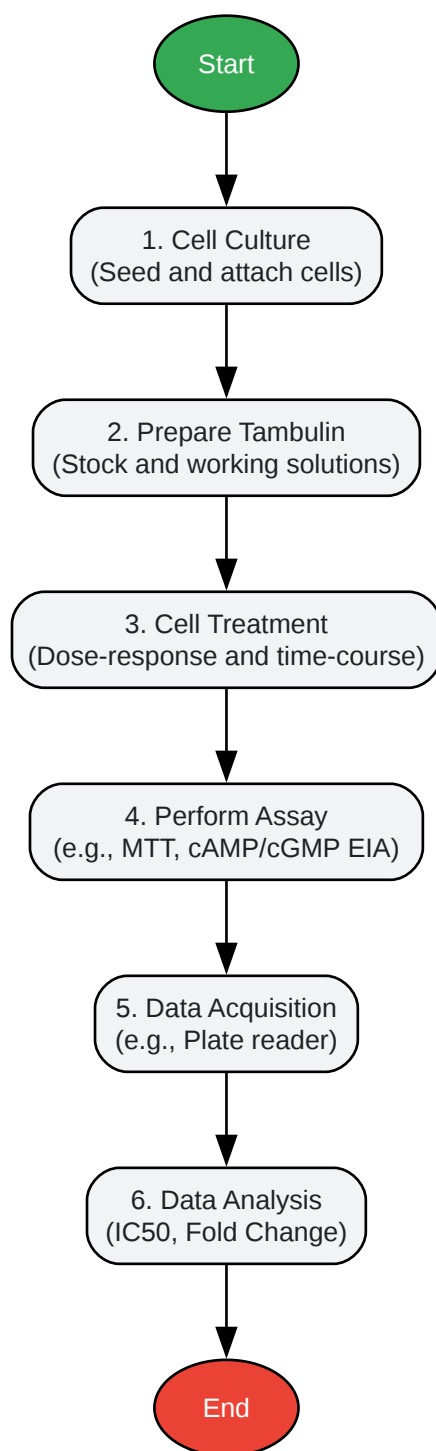 Start
1. Cell Culture
(Seed and attach cells)
2. Prepare Tambulin
(Stock and working solutions)
3. Cell Treatment
(Dose-response and time-course)
4. Perform Assay
(e.g., MTT, cAMP/cGMP EIA)
5. Data Acquisition
(e.g., Plate reader)
6. Data Analysis
(IC50, Fold Change)
End